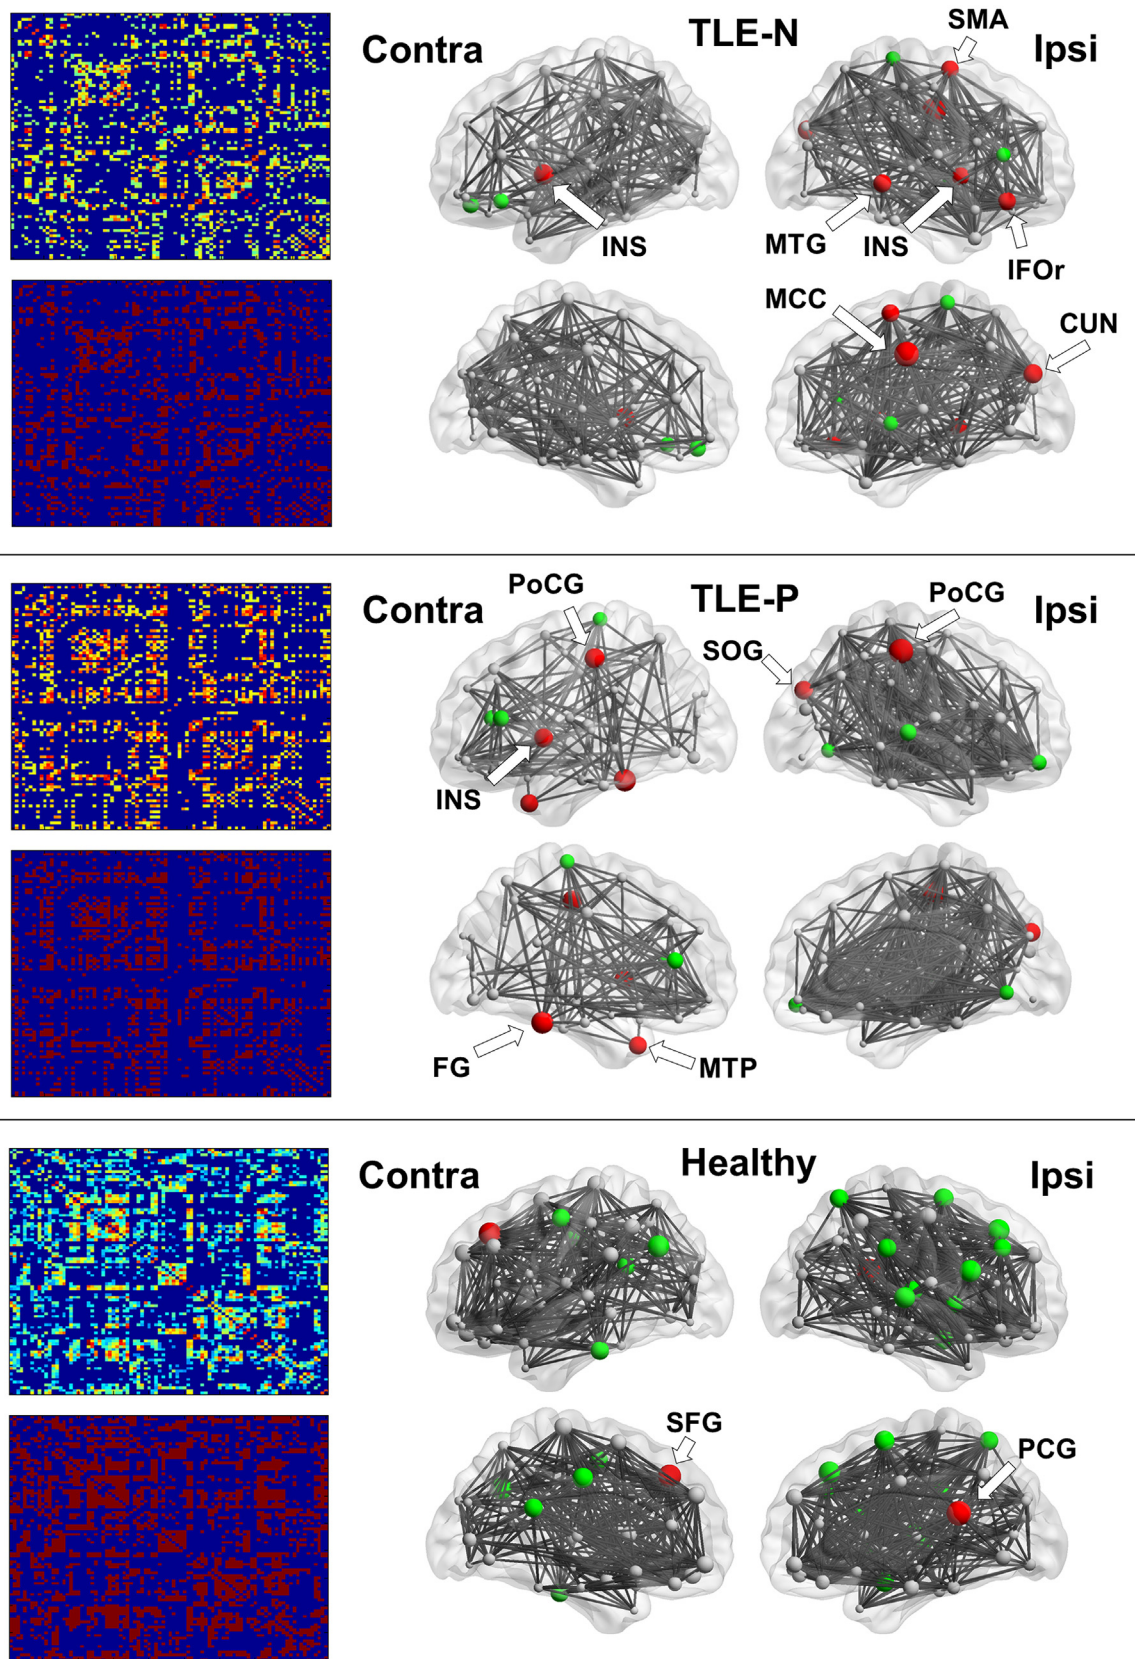 TLE-N
SMA
Contra
Ipsi
INS
MTG
INS
IFOr
MCC
CUN
PoCG
TLE-P
PoCG
Contra
Ipsi
SOG
INS
FG
MTP
Healthy
Contra
Ipsi
SFG
PCG